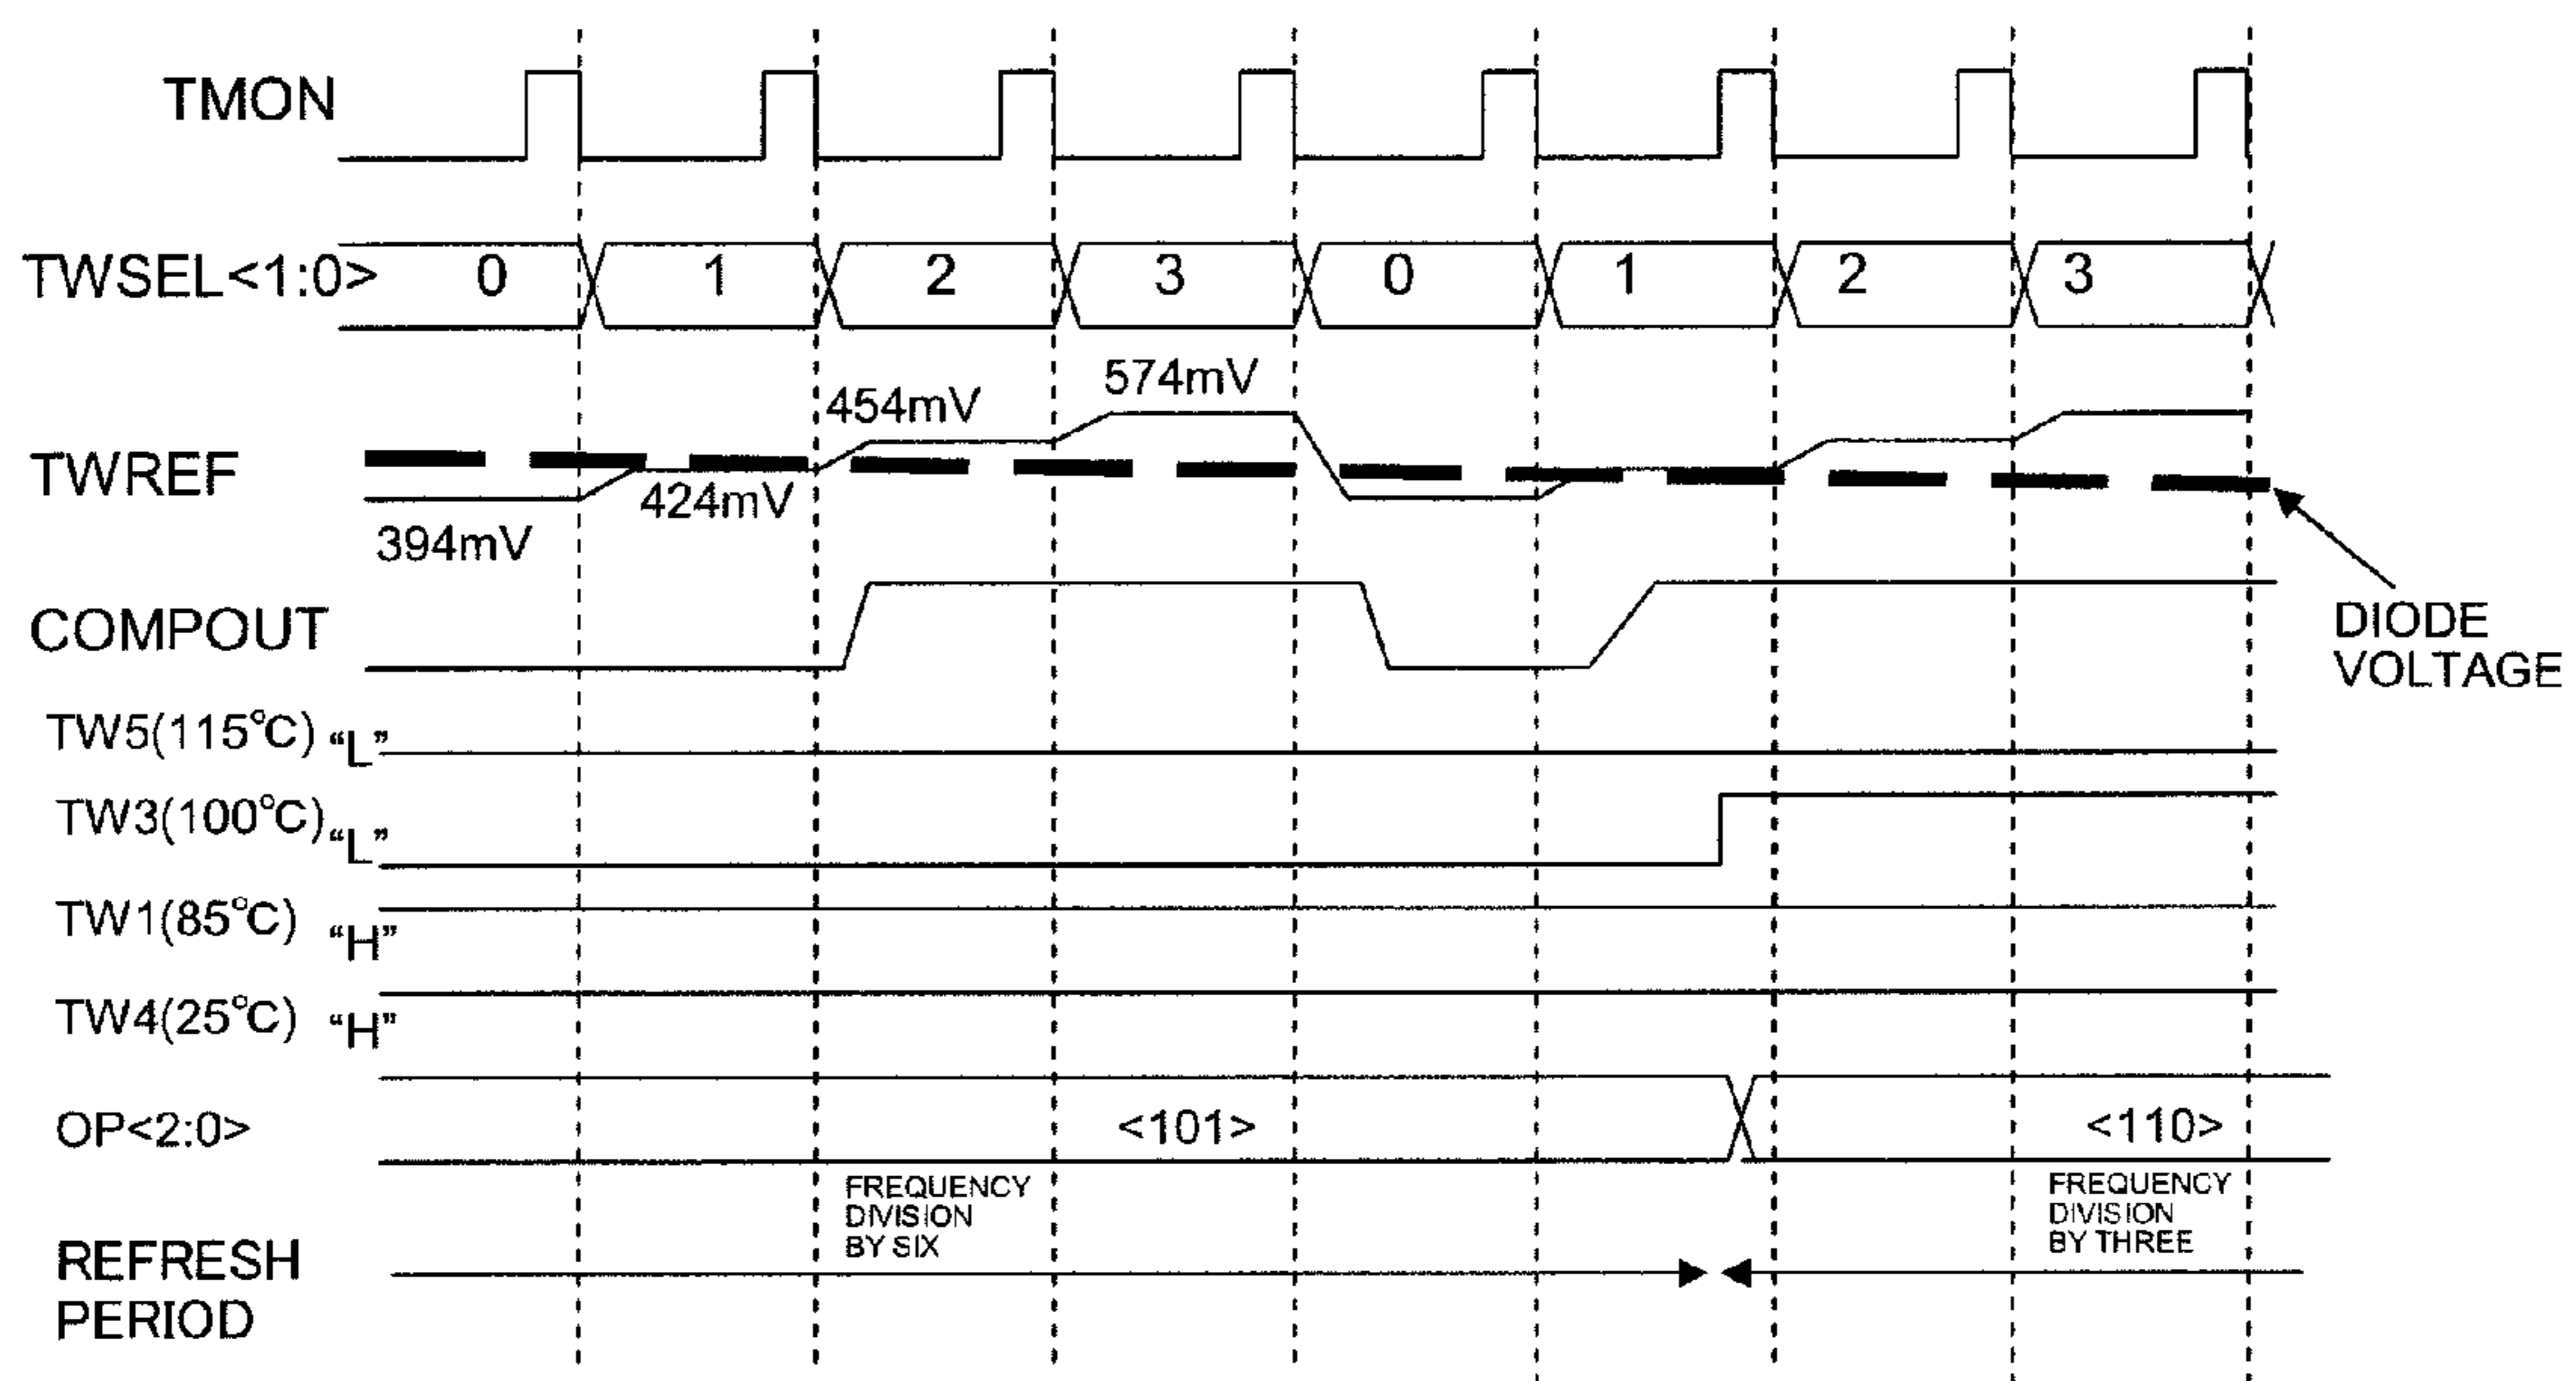 TMON
TWSEL<1:0> 0 1 2 3 0 1 2 3
574mV
454mV
TWREF
424mV
394mV
COMPOUT
DIODE
VOLTAGE
TW5(115℃) “L”
TW3(100℃) “L”
TW1(85℃) “H”
TW4(25℃) “H”
OP<2:0> <101> <110>
FREQUENCY
DIVISION
BY SIX
FREQUENCY
DIVISION
BY THREE
REFRESH
PERIOD